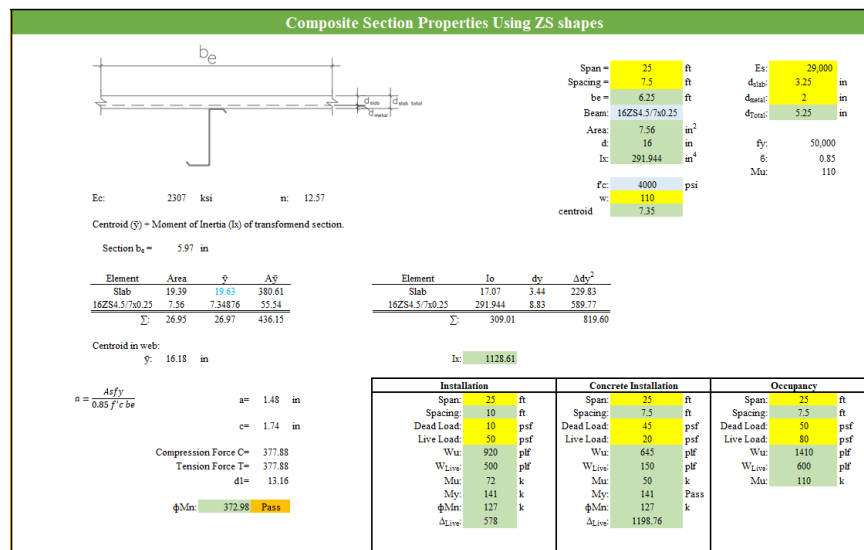 Composite Section Properties Using ZS shapes
be
dslab
dmetal
dslab total
Span = 25 ft Es: 29,000
Spacing = 7.5 ft dslab: 3.25 in
be = 6.25 ft dmetal: 2 in
Beam: 16ZS4.5/7x0.25 dTotal: 5.25 in
Area: 7.56 in²
d: 16 in fy: 50,000
Ix: 291.944 in⁴ 6: 0.85
Mu: 110
Ec: 2307 ksi n: 12.57
f'c: 4000 psi
w: 110
centroid 7.35
Centroid (ȳ) + Moment of Inertia (Ix) of transformend section.
Section be = 5.97 in
Element Area ȳ Aȳ
Slab 19.39 19.63 380.61
16ZS4.5/7x0.25 7.56 7.34876 55.54
∑: 26.95 26.97 436.15
Element Io dy Δdy²
Slab 17.07 3.44 229.83
16ZS4.5/7x0.25 291.944 8.83 589.77
∑: 309.01 819.60
Centroid in web:
ȳ: 16.18 in Ix: 1128.61
a = Asfy / 0.85 f'c be
a= 1.48 in
c= 1.74 in
Compression Force C= 377.88
Tension Force T= 377.88
d1= 13.16
ϕMn: 372.98 Pass
Installation
Span: 25 ft
Spacing: 10 ft
Dead Load: 10 psf
Live Load: 50 psf
Wu: 920 plf
WLive: 500 plf
Mu: 72 k
My: 141 k
ϕMn: 127 k
ΔLive: 578
Concrete Installation
Span: 25 ft
Spacing: 7.5 ft
Dead Load: 45 psf
Live Load: 20 psf
Wu: 645 plf
WLive: 150 plf
Mu: 50 k
My: 141 Pass
ϕMn: 127 k
ΔLive: 1198.76
Occupancy
Span: 25 ft
Spacing: 7.5 ft
Dead Load: 50 psf
Live Load: 80 psf
Wu: 1410 plf
WLive: 600 plf
Mu: 110 k